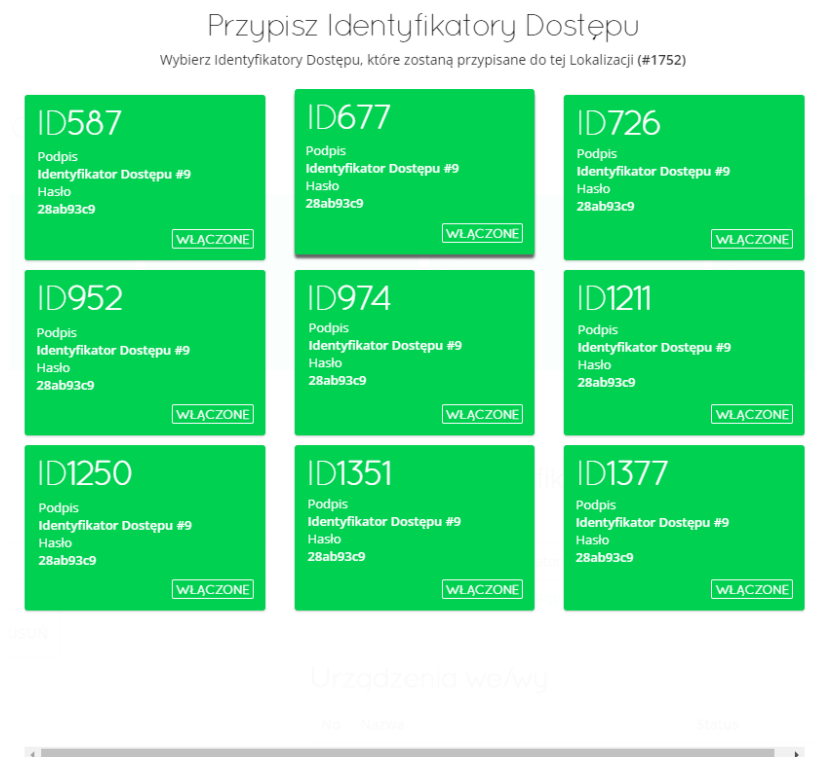 Przypisz Identyfikatory Dostępu
Wybierz Identyfikatory Dostępu, które zostaną przypisane do tej Lokalizacji (#1752)
ID587
Podpis
Identyfikator Dostępu #9
Hasło
28ab93c9
WŁĄCZONE
ID677
Podpis
Identyfikator Dostępu #9
Hasło
28ab93c9
WŁĄCZONE
ID726
Podpis
Identyfikator Dostępu #9
Hasło
28ab93c9
WŁĄCZONE
ID952
Podpis
Identyfikator Dostępu #9
Hasło
28ab93c9
WŁĄCZONE
ID974
Podpis
Identyfikator Dostępu #9
Hasło
28ab93c9
WŁĄCZONE
ID1211
Podpis
Identyfikator Dostępu #9
Hasło
28ab93c9
WŁĄCZONE
ID1250
Podpis
Identyfikator Dostępu #9
Hasło
28ab93c9
WŁĄCZONE
ID1351
Podpis
Identyfikator Dostępu #9
Hasło
28ab93c9
WŁĄCZONE
ID1377
Podpis
Identyfikator Dostępu #9
Hasło
28ab93c9
WŁĄCZONE
Urządzenia we/wy